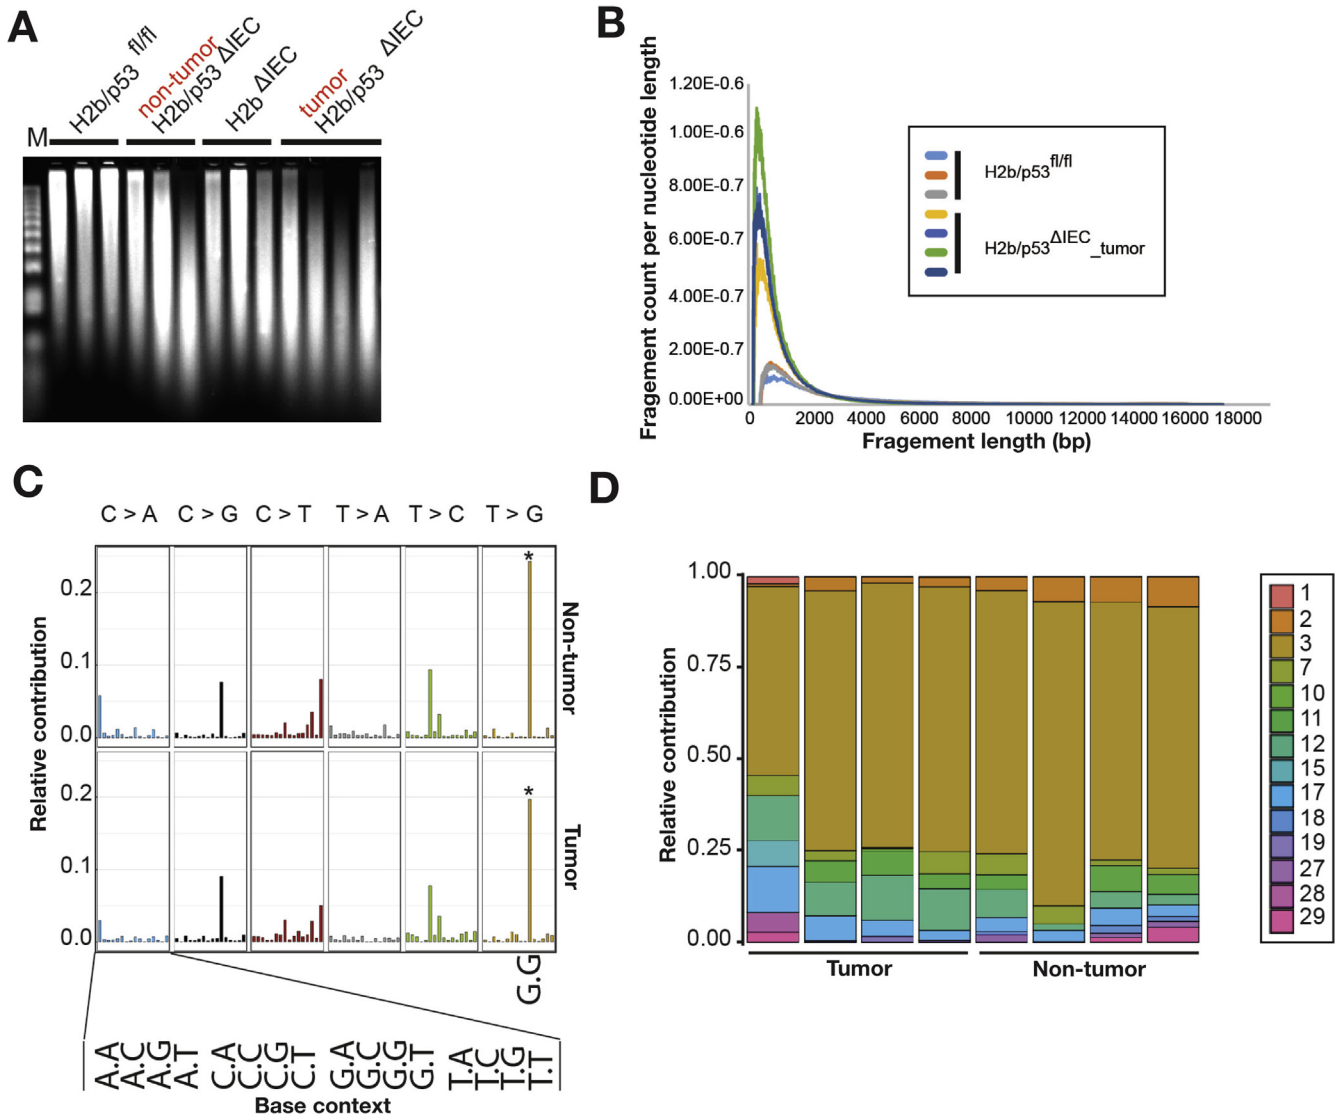 A
M
H2b/p53 fl/fl
non-tumor
H2b/p53 ΔIEC
H2b ΔIEC
tumor
H2b/p53 ΔIEC
B
Fragement count per nucleotide length
1.20E-0.6
1.00E-0.6
8.00E-0.7
6.00E-0.7
4.00E-0.7
2.00E-0.7
0.00E+00
0 2000 4000 6000 8000 10000 12000 14000 16000 18000
Fragement length (bp)
H2b/p53fl/fl
H2b/p53ΔIEC_tumor
C
C > A C > G C > T T > A T > C T > G
Relative contribution
0.2
0.1
0.0
*
Non-tumor
0.2
0.1
0.0
*
Tumor
G.G
A.A A.C A.G A.T C.A C.C C.G C.T G.A G.C G.G G.T T.A T.C T.G T.T
Base context
D
Relative contribution
1.00
0.75
0.50
0.25
0.00
Tumor Non-tumor
1
2
3
7
10
11
12
15
17
18
19
27
28
29